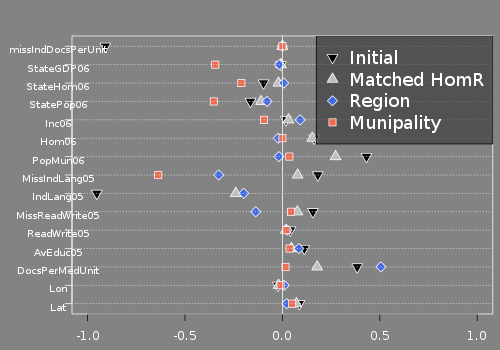 missIndDocsPerUnit
StateGDP06
StateHom06
StatePop06
Inc06
Hom06
PopMun06
MissIndLang05
IndLang05
MissReadWrite05
ReadWrite05
AvEduc05
DocsPerMedUnit
Lon
Lat
Initial
Matched HomR
Region
Munipality
-1.0
-0.5
0.0
0.5
1.0